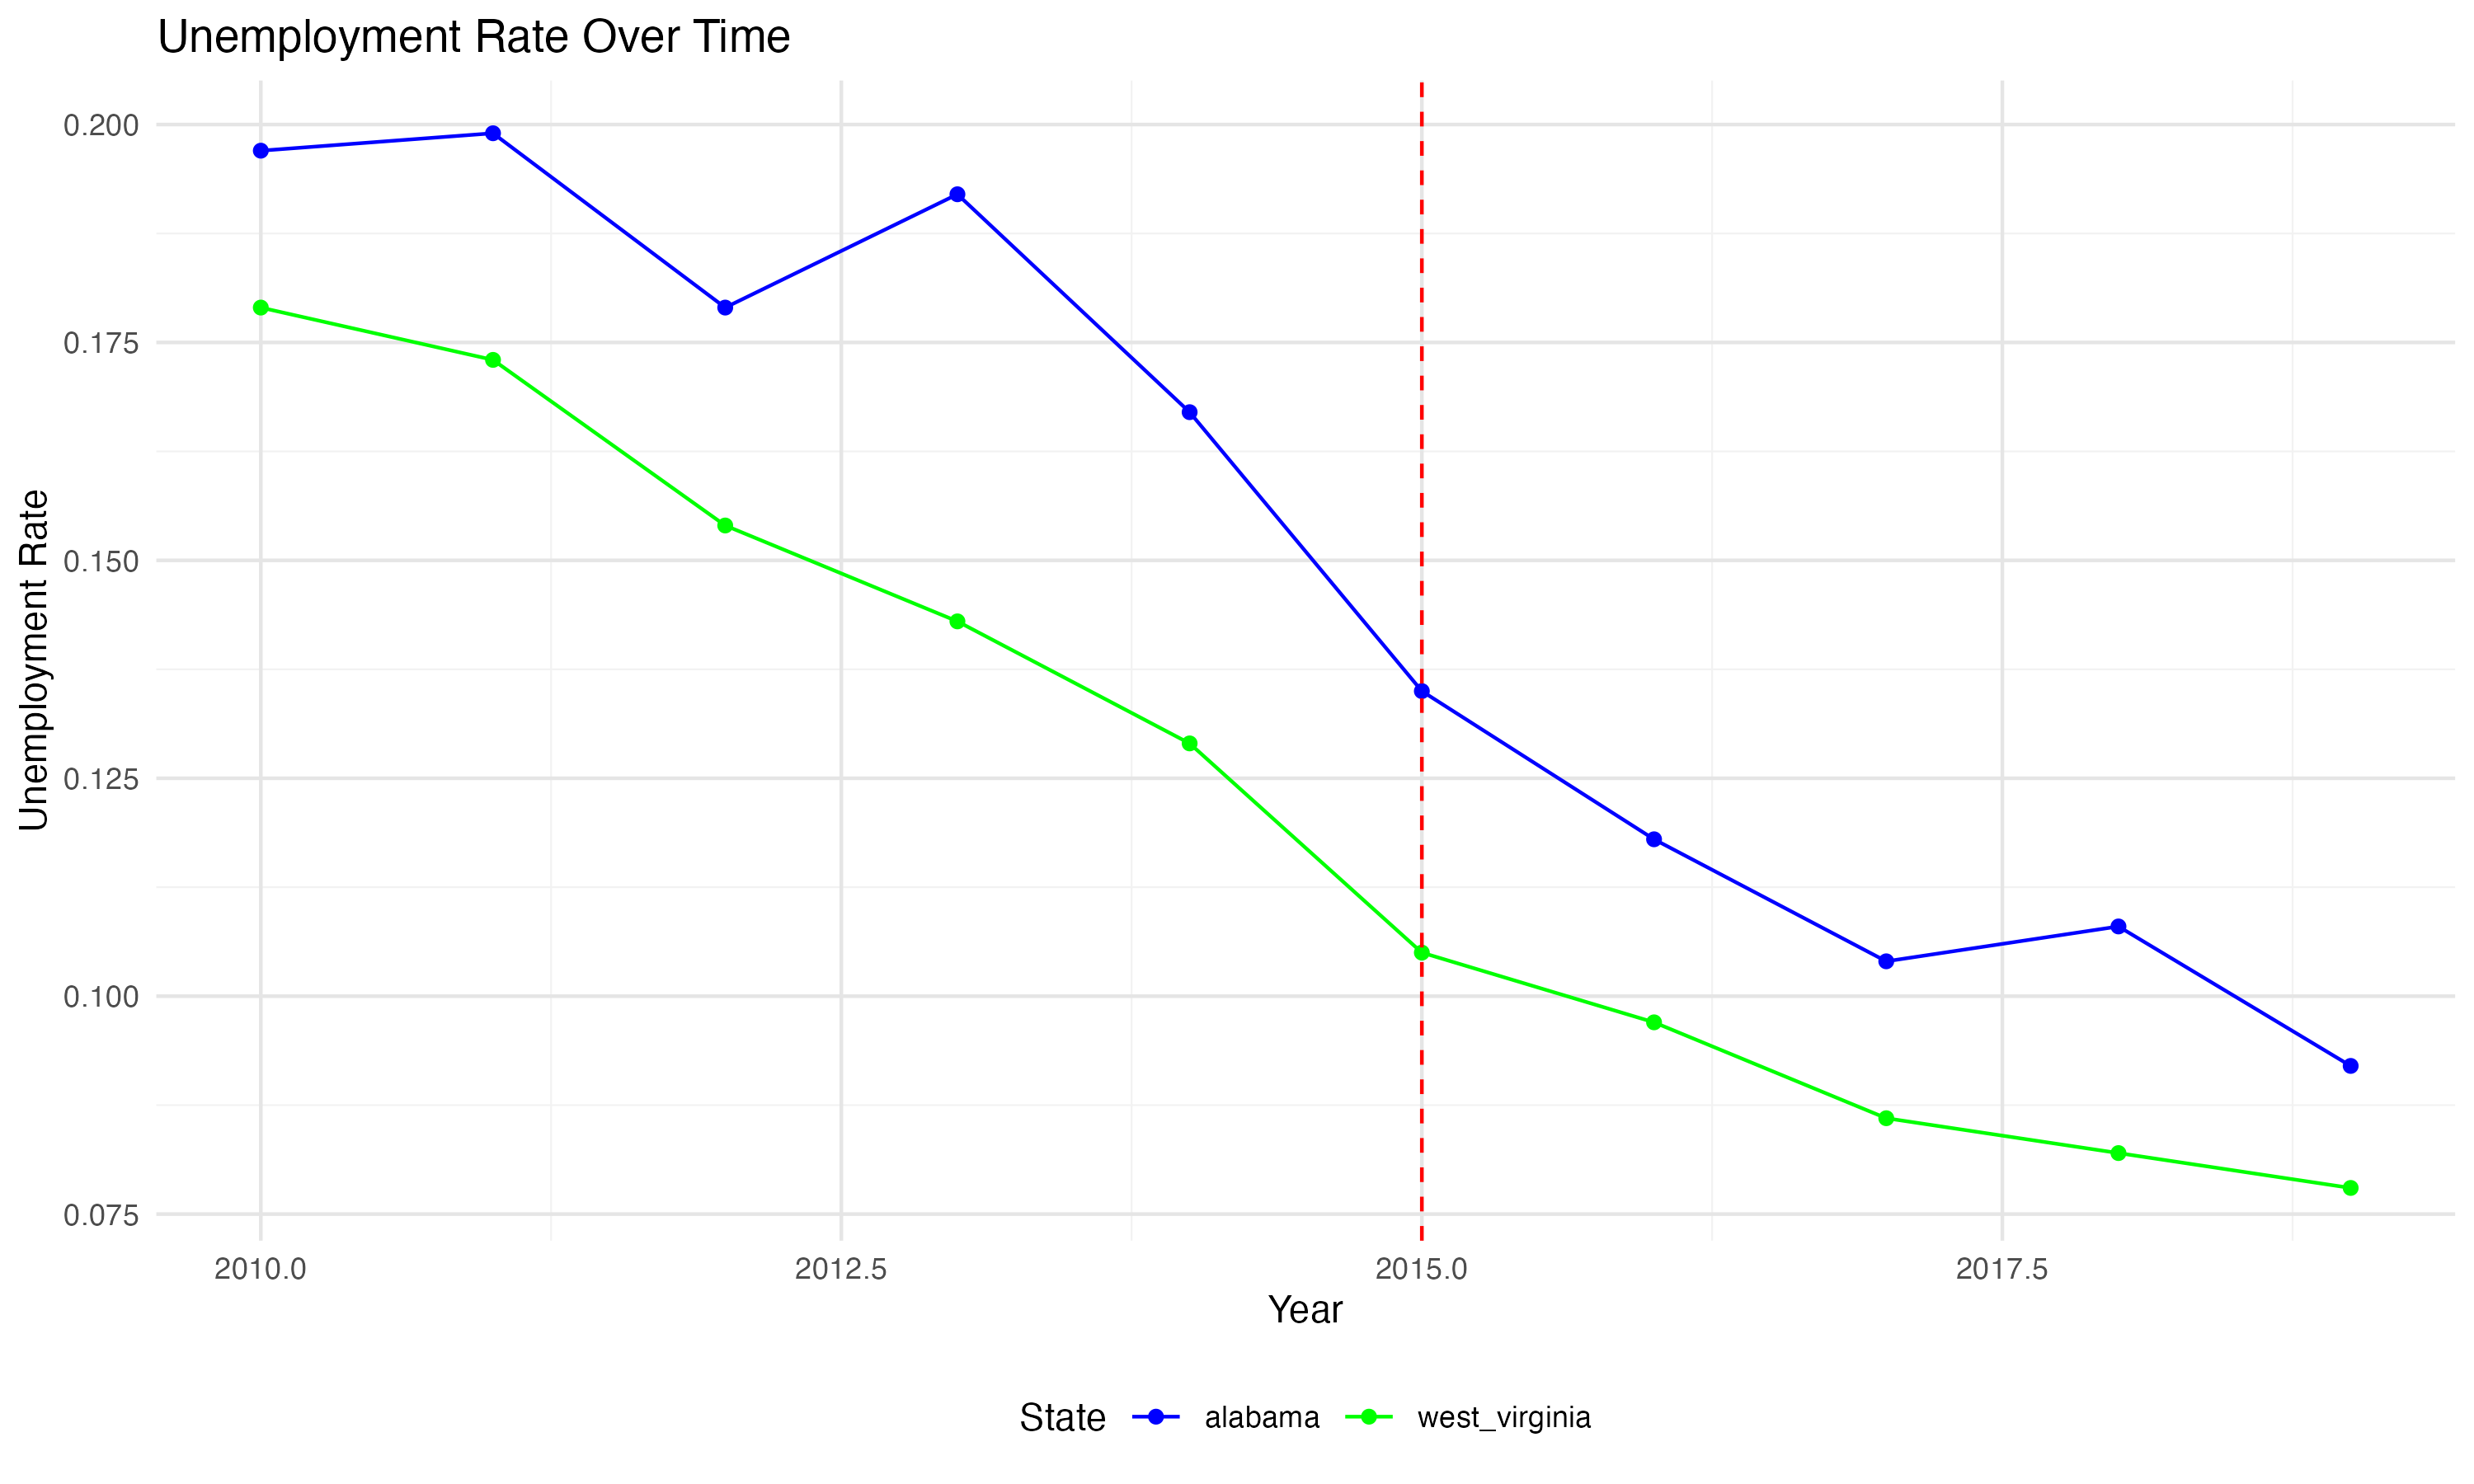 Unemployment Rate Over Time
Unemployment Rate
0.200
0.175
0.150
0.125
0.100
0.075
2010.0 2012.5 2015.0 2017.5
Year
State alabama west_virginia